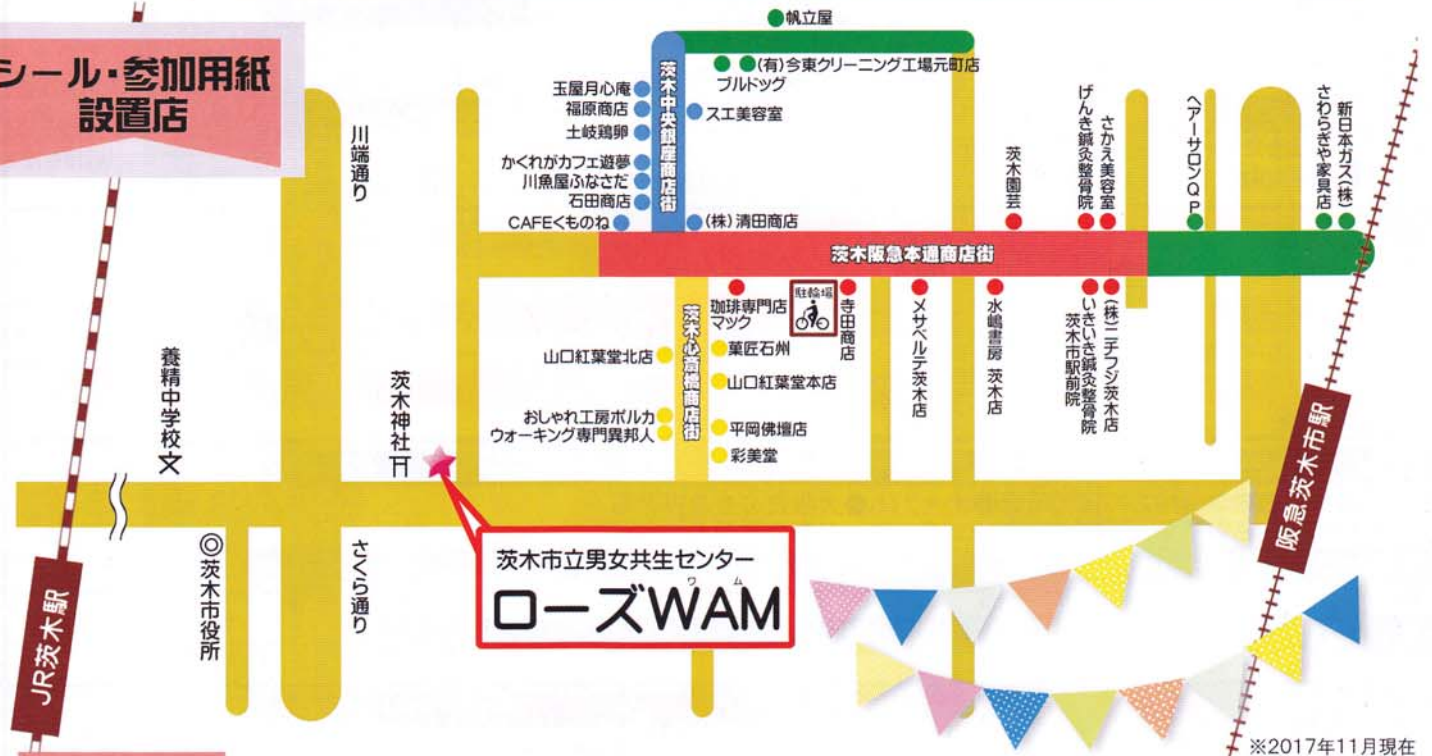 シール・参加用紙
設置店
川端通り
養精中学校
茨木神社
茨木市役所
さくら通り
JR茨木駅
茨木中央銀座商店街
玉屋月心庵
福原商店
土岐鶏卵
かくれがカフェ遊夢
川魚屋ふなさだ
石田商店
CAFEくものね
スエ美容室
(株)清田商店
帆立屋
(有)今東クリーニング工場元町店
ブルドッグ
茨木阪急本通商店街
茨木園芸
げんき鍼灸整骨院
さかえ美容室
ヘアーサロンQP
さわらぎや家具店
新日本ガス(株)
珈琲専門店
マック
駐輪場
寺田商店
メサベルテ茨木店
水嶋書房 茨木店
いきいき鍼灸整骨院
茨木市駅前院
(株)ニチフジ茨木店
茨木心斎橋商店街
山口紅葉堂北店
おしゃれ工房ポルカ
ウォーキング専門異邦人
菓匠石州
山口紅葉堂本店
平岡佛壇店
彩美堂
茨木市立男女共生センター
ローズWAM
ワム
阪急茨木市駅
※2017年11月現在